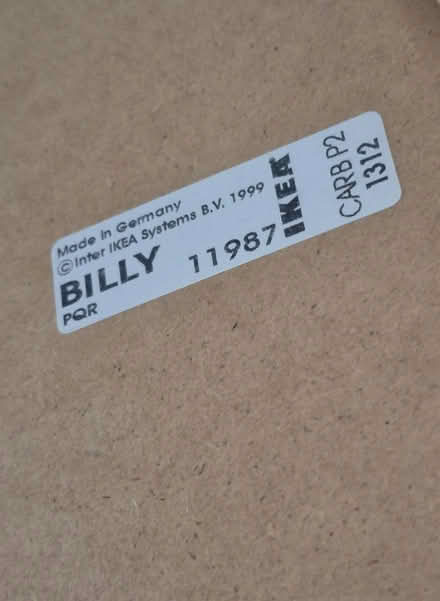 Made in Germany
©Inter IKEA Systems B.V. 1999
BILLY 11987
PQR
IKEA
CARB P2
1312